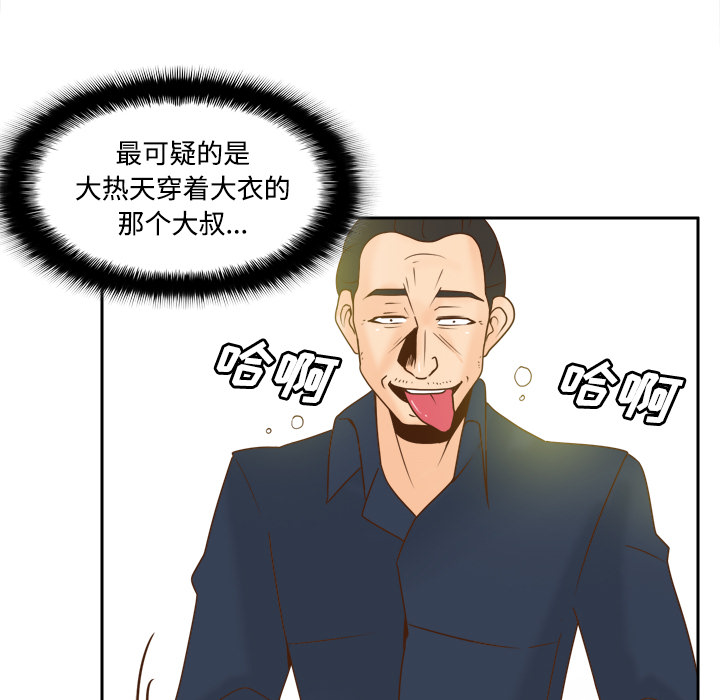 最可疑的是
大热天穿着大衣的
那个大叔...
哈啊
哈啊